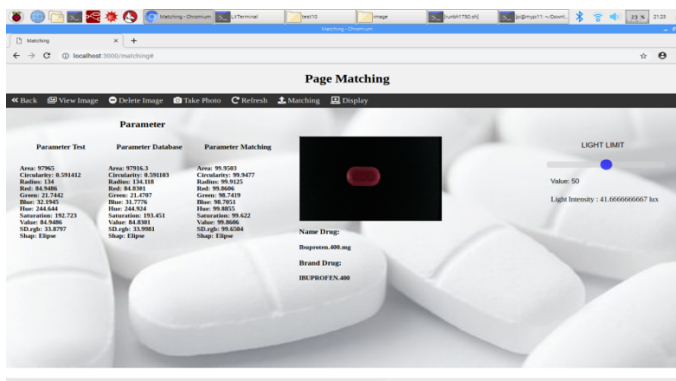 Matching - Chromium
LXTerminal
test10
image
[runbh1750.sh]
23 %
21:23
Matching - Chromium
Matching
localhost:3000/matching#
Page Matching
Back
View Image
Delete Image
Take Photo
Refresh
Matching
Display
Parameter
Parameter Test
Area: 97965
Circularity: 0.591412
Radius: 134
Red: 84.9486
Green: 21.7442
Blue: 32.1945
Hue: 244.644
Saturation: 192.723
Value: 84.9486
SD.rgb: 33.8797
Shap: Elipse
Parameter Database
Area: 97916.3
Circularity: 0.591103
Radius: 134.118
Red: 84.8301
Green: 21.4707
Blue: 31.7776
Hue: 244.924
Saturation: 193.451
Value: 84.8301
SD.rgb: 33.9981
Shap: Elipse
Parameter Matching
Area: 99.9503
Circularity: 99.9477
Radius: 99.9125
Red: 99.8606
Green: 98.7419
Blue: 98.7051
Hue: 99.8855
Saturation: 99.622
Value: 99.8606
SD.rgb: 99.6504
Shap: Elipse
Name Drug:
Ibuprofen.400.mg
Brand Drug:
IBUPROFEN.400
LIGHT LIMIT
Value: 50
Light Intensity : 41.6666666667 lux